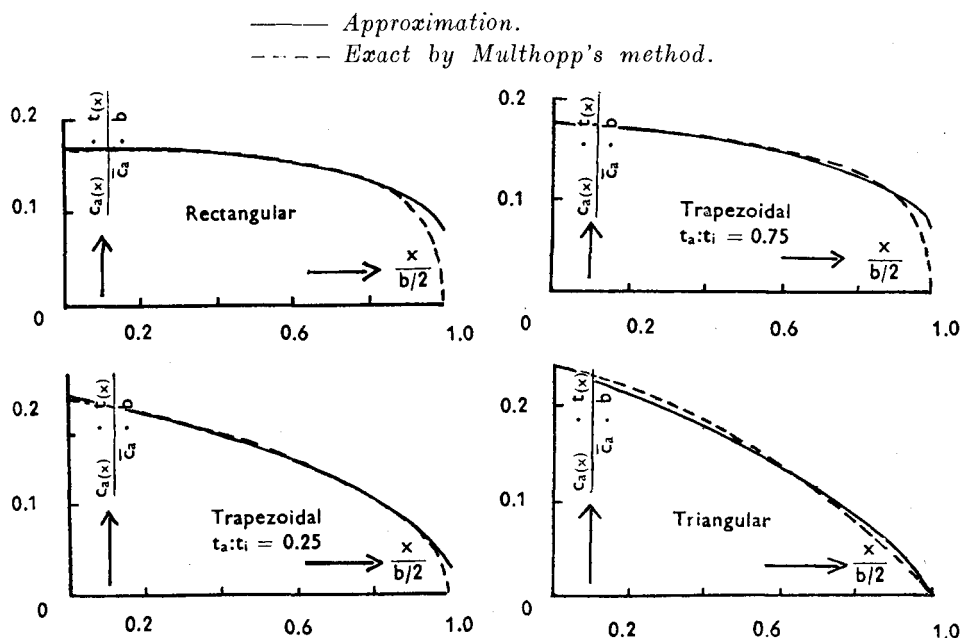 Approximation.
Exact by Multhopp's method.
0.2
0.1
0
c_a(x) · t(x)
c̄_a · b
Rectangular
x
b/2
0.2
0.6
1.0
0.2
0.1
0
c_a(x) · t(x)
c̄_a · b
Trapezoidal
t_a:t_i = 0.75
x
b/2
0.2
0.6
1.0
0.2
0.1
0
c_a(x) · t(x)
c̄_a · b
Trapezoidal
t_a:t_i = 0.25
x
b/2
0.2
0.6
1.0
0.2
0.1
0
c_a(x) · t(x)
c̄_a · b
Triangular
x
b/2
0.2
0.6
1.0